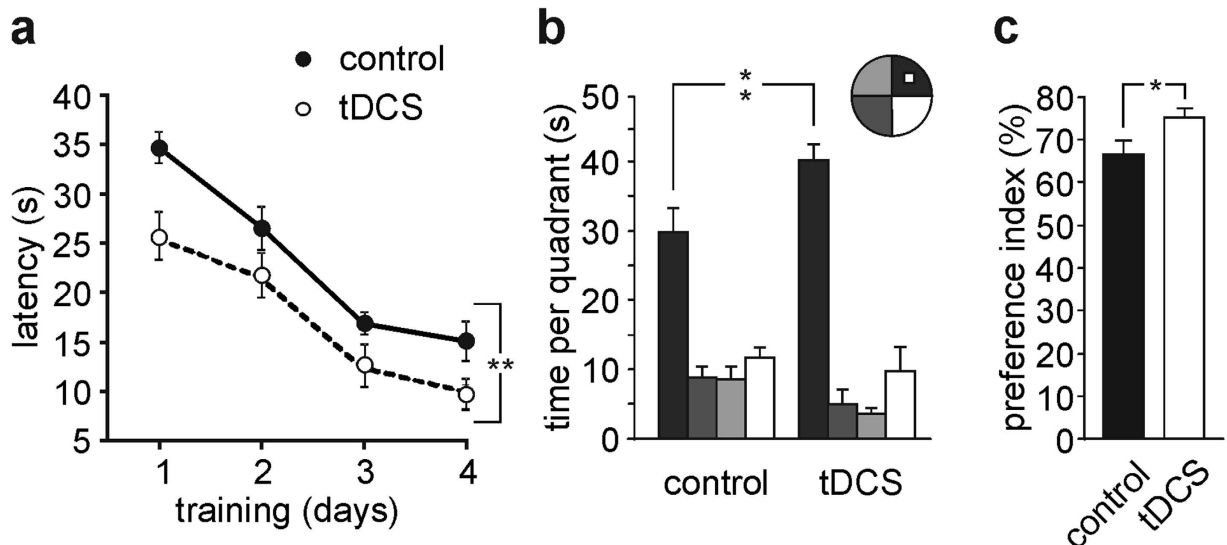 a
control
tDCS
latency (s)
40
35
30
25
20
15
10
5
**
1 2 3 4
training (days)
b
time per quadrant (s)
50
40
30
20
10
0
*
*
control tDCS
c
preference index (%)
80
70
60
50
40
30
20
10
0
*
control
tDCS